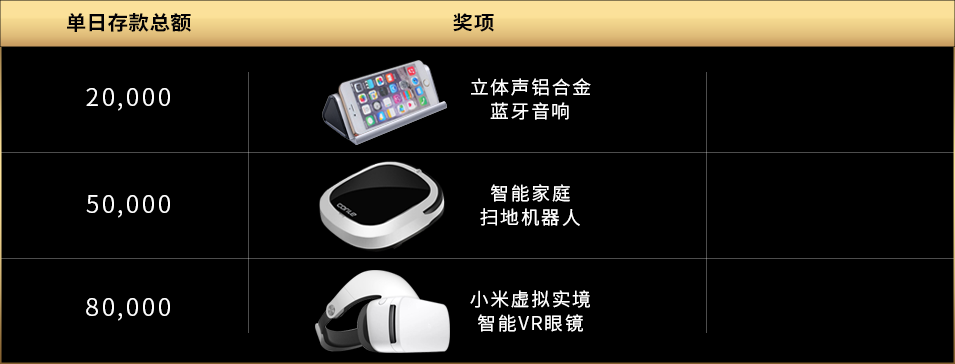 单日存款总额 奖项
20,000
立体声铝合金
蓝牙音响
50,000
智能家庭
扫地机器人
80,000
小米虚拟实境
智能VR眼镜